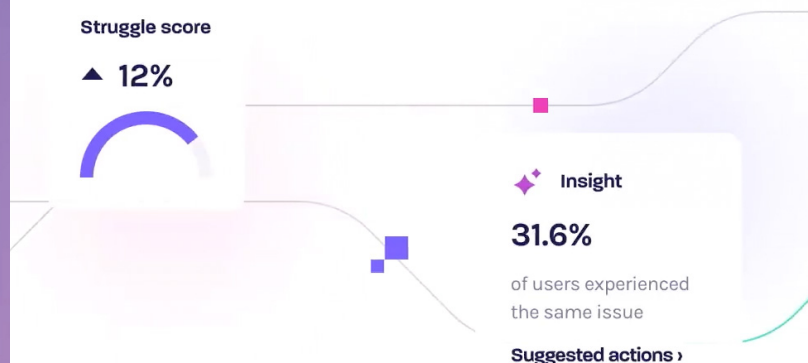 Struggle score
12%
Insight
31.6%
of users experienced
the same issue
Suggested actions ›